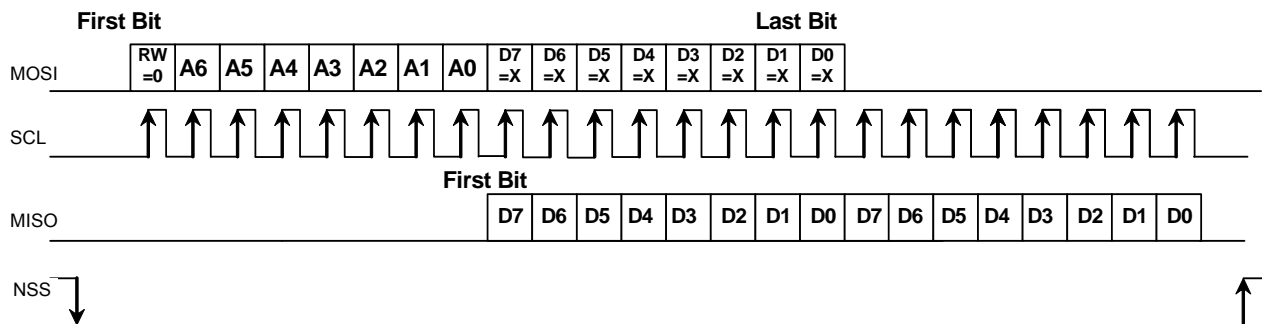 First Bit Last Bit
MOSI RW =0 A6 A5 A4 A3 A2 A1 A0 D7 =X D6 =X D5 =X D4 =X D3 =X D2 =X D1 =X D0 =X
SCL
First Bit
MISO D7 D6 D5 D4 D3 D2 D1 D0 D7 D6 D5 D4 D3 D2 D1 D0
NSS